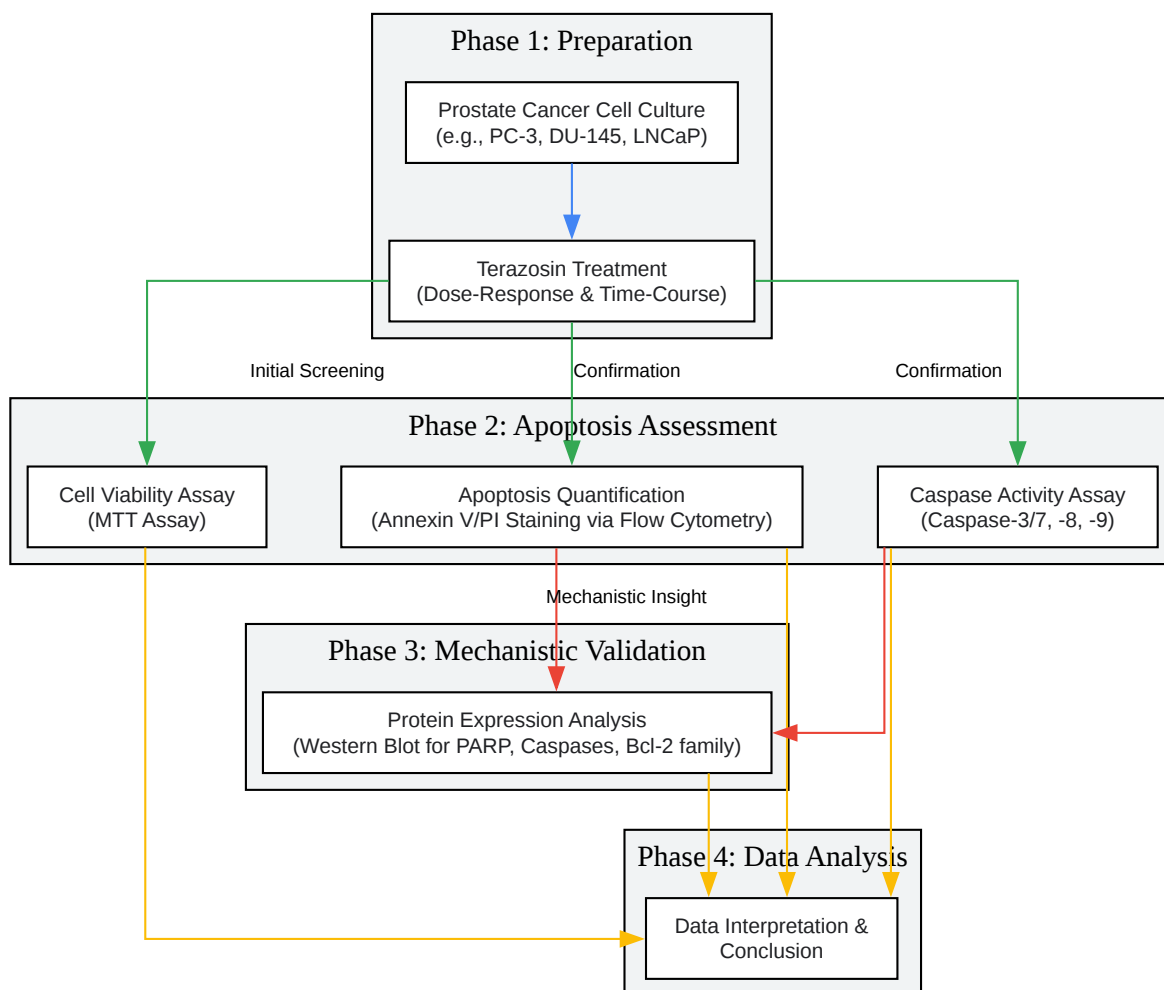 Phase 1: Preparation
Prostate Cancer Cell Culture
(e.g., PC-3, DU-145, LNCaP)
Terazosin Treatment
(Dose-Response & Time-Course)
Initial Screening
Confirmation
Confirmation
Phase 2: Apoptosis Assessment
Cell Viability Assay
(MTT Assay)
Apoptosis Quantification
(Annexin V/PI Staining via Flow Cytometry)
Caspase Activity Assay
(Caspase-3/7, -8, -9)
Mechanistic Insight
Phase 3: Mechanistic Validation
Protein Expression Analysis
(Western Blot for PARP, Caspases, Bcl-2 family)
Phase 4: Data Analysis
Data Interpretation &
Conclusion